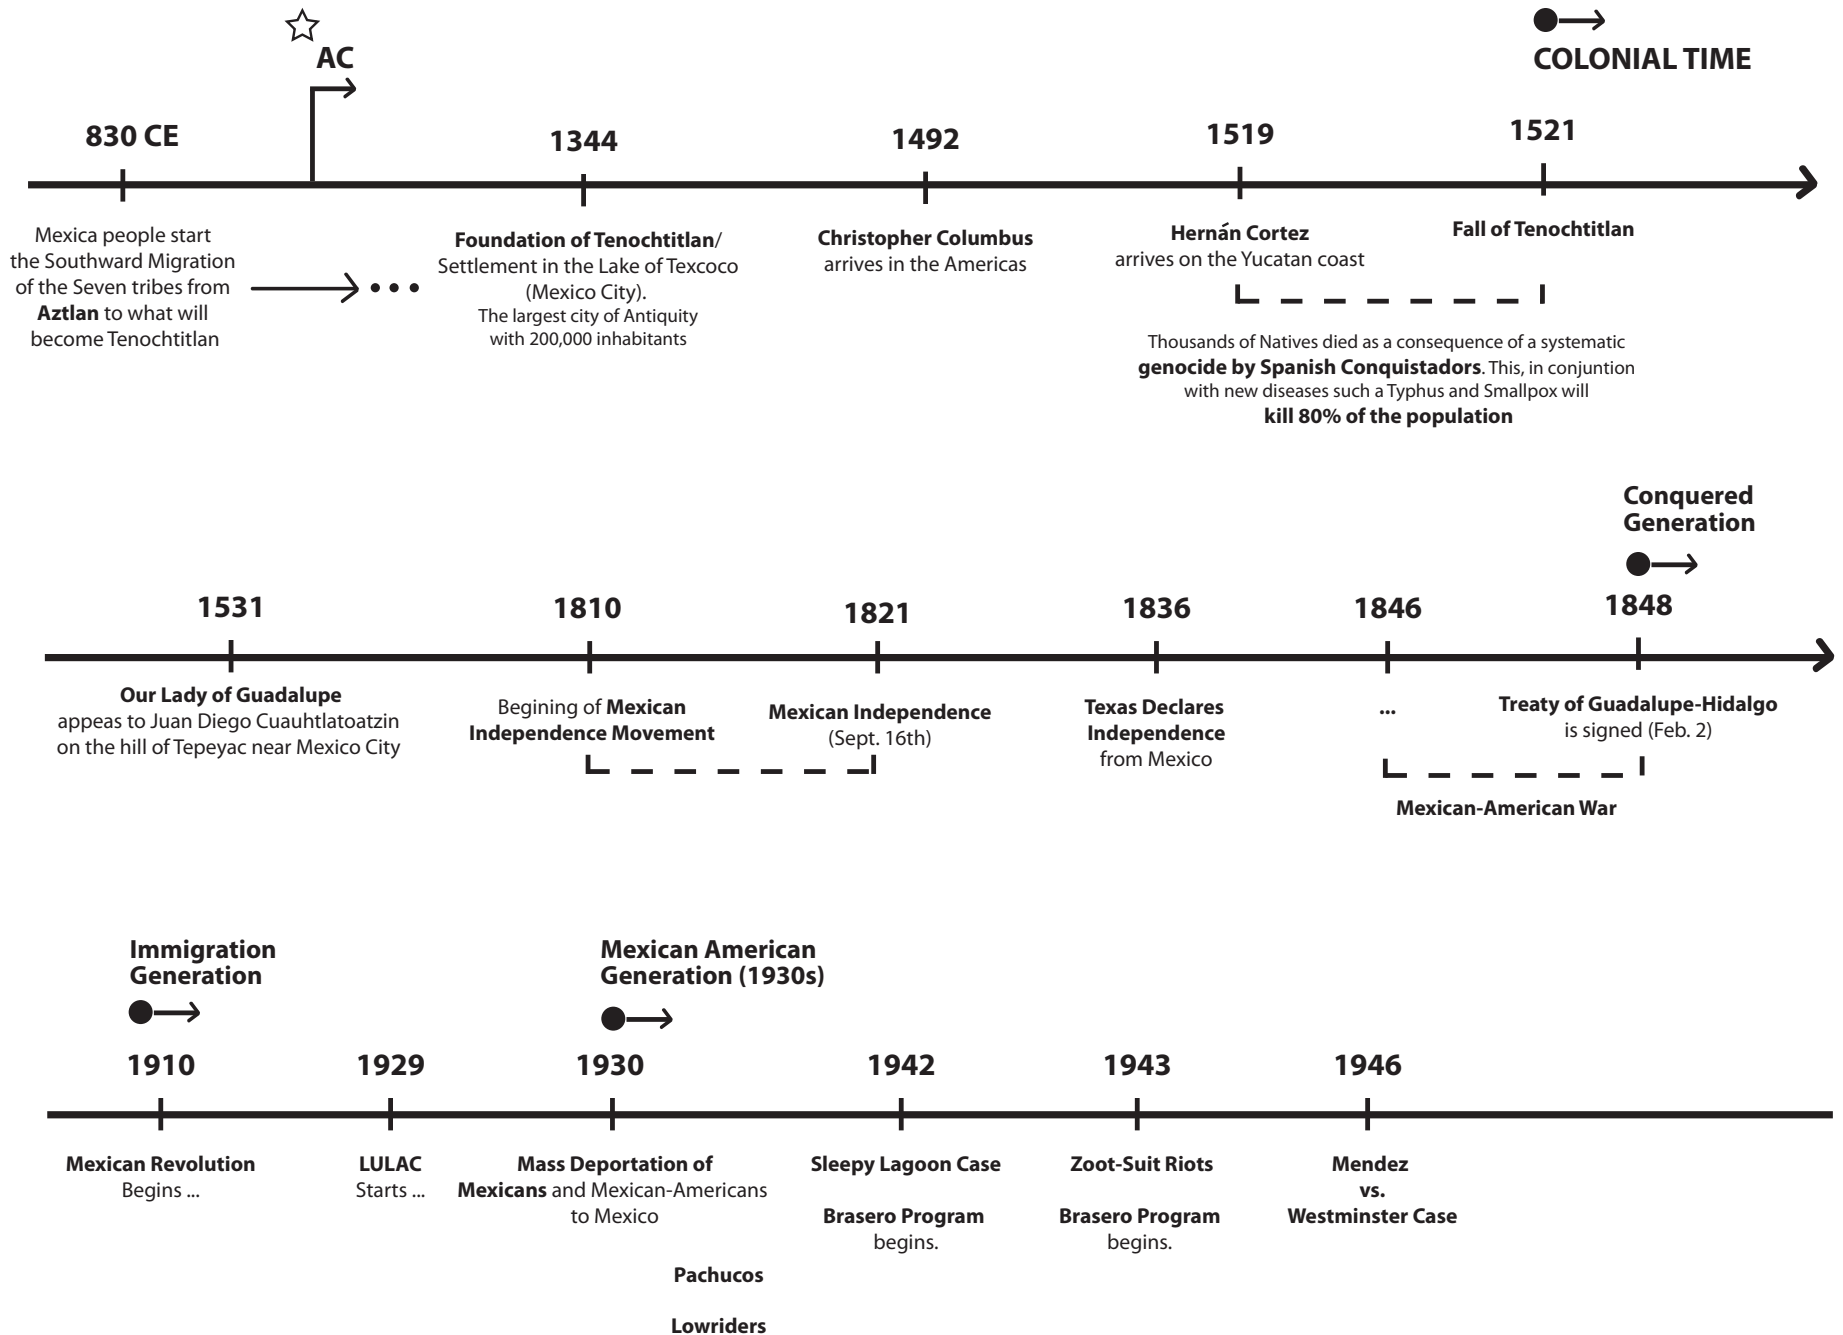 AC
COLONIAL TIME
830 CE
1344
1492
1519
1521
Mexica people start
the Southward Migration
of the Seven tribes from
Aztlan to what will
become Tenochtitlan
Foundation of Tenochtitlan/
Settlement in the Lake of Texcoco
(Mexico City).
The largest city of Antiquity
with 200,000 inhabitants
Christopher Columbus
arrives in the Americas
Hernán Cortez
arrives on the Yucatan coast
Fall of Tenochtitlan
Thousands of Natives died as a consequence of a systematic
genocide by Spanish Conquistadors. This, in conjuntion
with new diseases such a Typhus and Smallpox will
kill 80% of the population
Conquered
Generation
1531
1810
1821
1836
1846
1848
Our Lady of Guadalupe
appeas to Juan Diego Cuauhtlatoatzin
on the hill of Tepeyac near Mexico City
Begining of Mexican
Independence Movement
Mexican Independence
(Sept. 16th)
Texas Declares
Independence
from Mexico
...
Treaty of Guadalupe-Hidalgo
is signed (Feb. 2)
Mexican-American War
Immigration
Generation
Mexican American
Generation (1930s)
1910
1929
1930
1942
1943
1946
Mexican Revolution
Begins ...
LULAC
Starts ...
Mass Deportation of
Mexicans and Mexican-Americans
to Mexico
Pachucos
Lowriders
Sleepy Lagoon Case
Brasero Program
begins.
Zoot-Suit Riots
Brasero Program
begins.
Mendez
vs.
Westminster Case